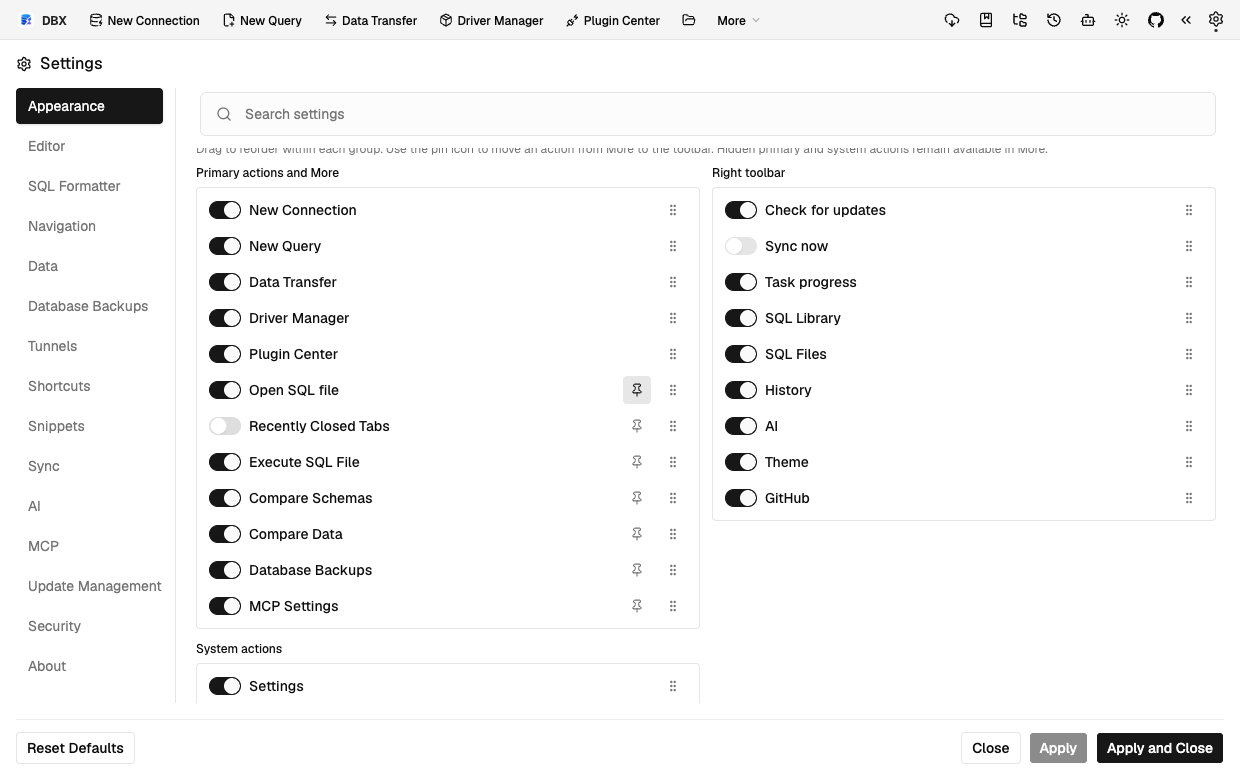 DBX New Connection New Query Data Transfer Driver Manager Plugin Center More
Settings
Appearance
Editor
SQL Formatter
Navigation
Data
Database Backups
Tunnels
Shortcuts
Snippets
Sync
AI
MCP
Update Management
Security
About
Search settings
Drag to reorder within each group. Use the pin icon to move an action from More to the toolbar. Hidden primary and system actions remain available in More.
Primary actions and More
New Connection
New Query
Data Transfer
Driver Manager
Plugin Center
Open SQL file
Recently Closed Tabs
Execute SQL File
Compare Schemas
Compare Data
Database Backups
MCP Settings
System actions
Settings
Right toolbar
Check for updates
Sync now
Task progress
SQL Library
SQL Files
History
AI
Theme
GitHub
Reset Defaults
Close
Apply
Apply and Close